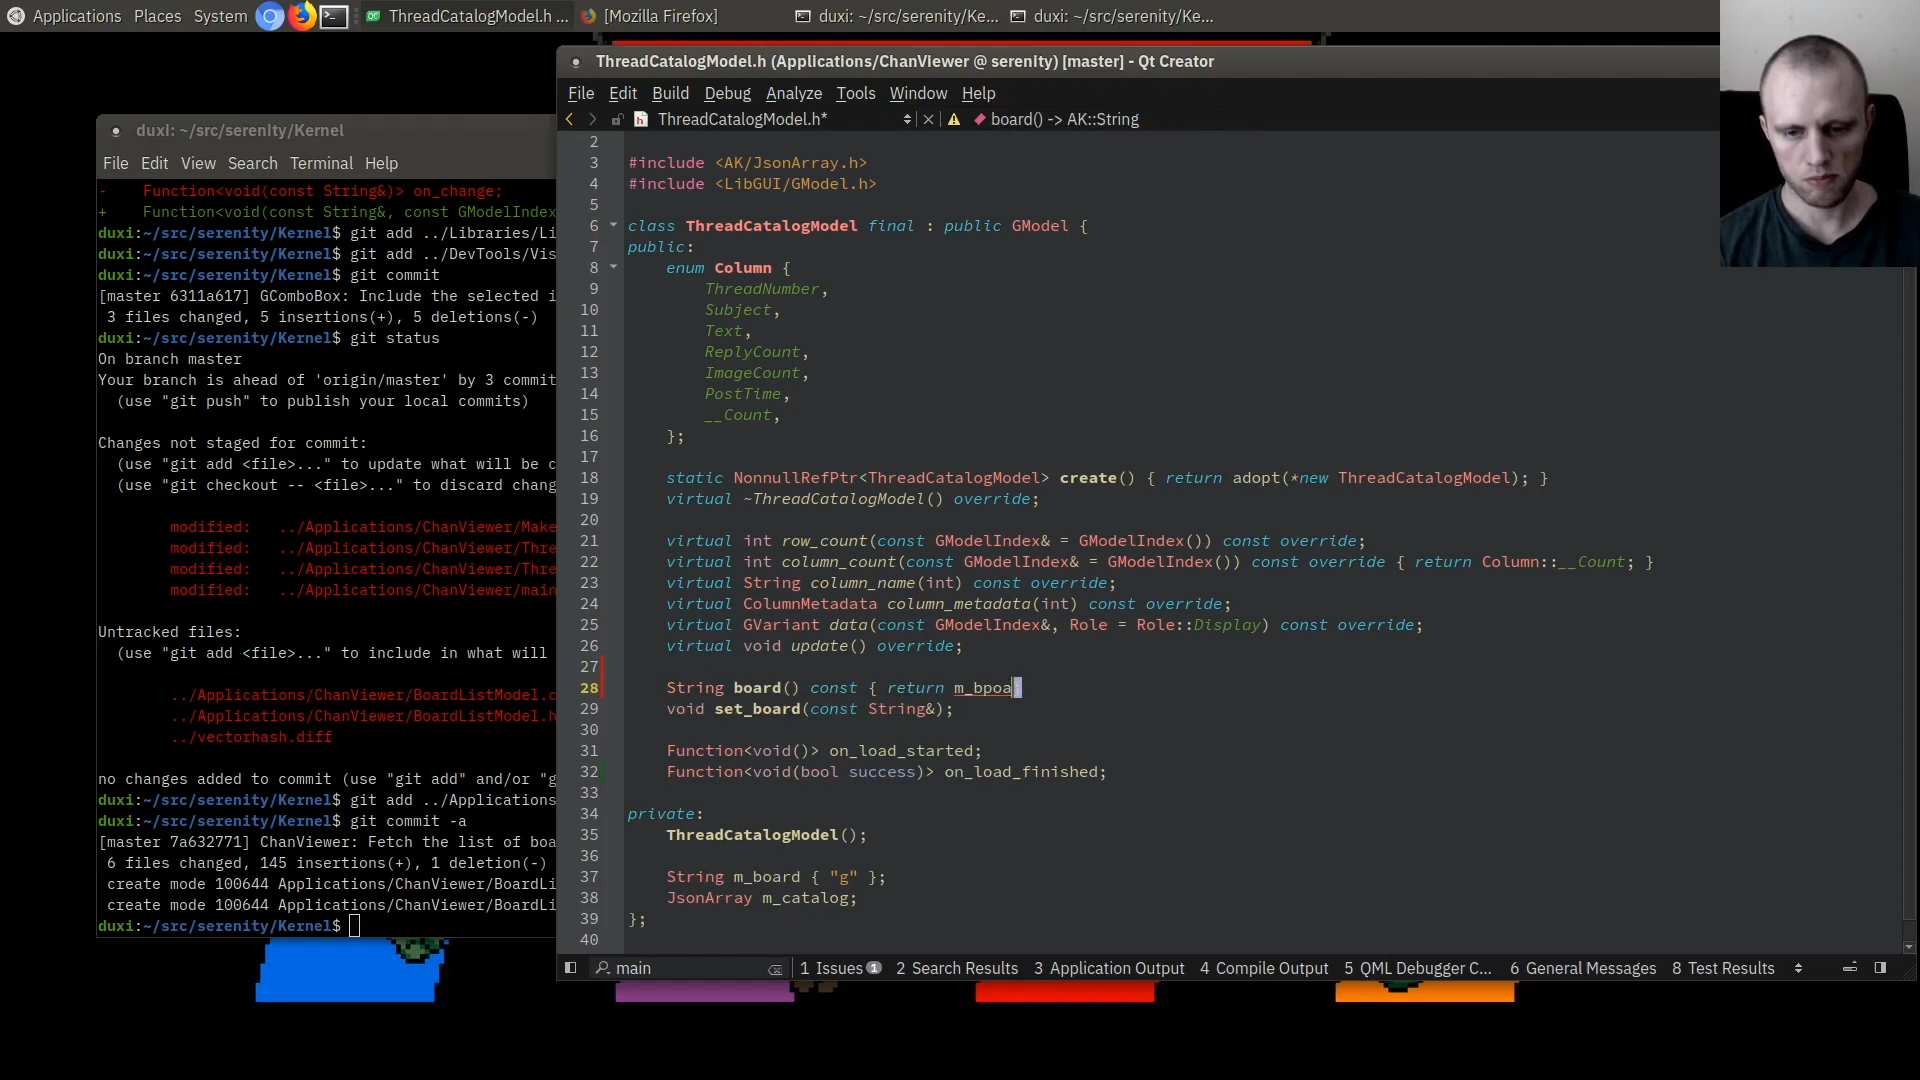 Applications Places System ThreadCatalogModel.h ... [Mozilla Firefox] duxi: ~/src/serenity/Ke... duxi: ~/src/serenity/Ke...
duxi: ~/src/serenity/Kernel
File Edit View Search Terminal Help
- Function<void(const String&)> on_change;
+ Function<void(const String&, const GModelIndex
duxi:~/src/serenity/Kernel$ git add ../Libraries/Li
duxi:~/src/serenity/Kernel$ git add ../DevTools/Vis
duxi:~/src/serenity/Kernel$ git commit
[master 6311a617] GComboBox: Include the selected i
3 files changed, 5 insertions(+), 5 deletions(-)
duxi:~/src/serenity/Kernel$ git status
On branch master
Your branch is ahead of 'origin/master' by 3 commit
(use "git push" to publish your local commits)
Changes not staged for commit:
(use "git add <file>..." to update what will be c
(use "git checkout -- <file>..." to discard chang
modified: ../Applications/ChanViewer/Make
modified: ../Applications/ChanViewer/Thre
modified: ../Applications/ChanViewer/Thre
modified: ../Applications/ChanViewer/main
Untracked files:
(use "git add <file>..." to include in what will
../Applications/ChanViewer/BoardListModel.c
../Applications/ChanViewer/BoardListModel.h
../vectorhash.diff
no changes added to commit (use "git add" and/or "g
duxi:~/src/serenity/Kernel$ git add ../Applications
duxi:~/src/serenity/Kernel$ git commit -a
[master 7a632771] ChanViewer: Fetch the list of boa
6 files changed, 145 insertions(+), 1 deletion(-)
create mode 100644 Applications/ChanViewer/BoardLi
create mode 100644 Applications/ChanViewer/BoardLi
duxi:~/src/serenity/Kernel$
ThreadCatalogModel.h (Applications/ChanViewer @ serenity) [master] - Qt Creator
File Edit Build Debug Analyze Tools Window Help
ThreadCatalogModel.h* board() -> AK::String
2
3 #include <AK/JsonArray.h>
4 #include <LibGUI/GModel.h>
5
6 class ThreadCatalogModel final : public GModel {
7 public:
8 enum Column {
9 ThreadNumber,
10 Subject,
11 Text,
12 ReplyCount,
13 ImageCount,
14 PostTime,
15 __Count,
16 };
17
18 static NonnullRefPtr<ThreadCatalogModel> create() { return adopt(*new ThreadCatalogModel); }
19 virtual ~ThreadCatalogModel() override;
20
21 virtual int row_count(const GModelIndex& = GModelIndex()) const override;
22 virtual int column_count(const GModelIndex& = GModelIndex()) const override { return Column::__Count; }
23 virtual String column_name(int) const override;
24 virtual ColumnMetadata column_metadata(int) const override;
25 virtual GVariant data(const GModelIndex&, Role = Role::Display) const override;
26 virtual void update() override;
27
28 String board() const { return m_bpoa
29 void set_board(const String&);
30
31 Function<void()> on_load_started;
32 Function<void(bool success)> on_load_finished;
33
34 private:
35 ThreadCatalogModel();
36
37 String m_board { "g" };
38 JsonArray m_catalog;
39 };
40
main 1 Issues 1 2 Search Results 3 Application Output 4 Compile Output 5 QML Debugger C... 6 General Messages 8 Test Results